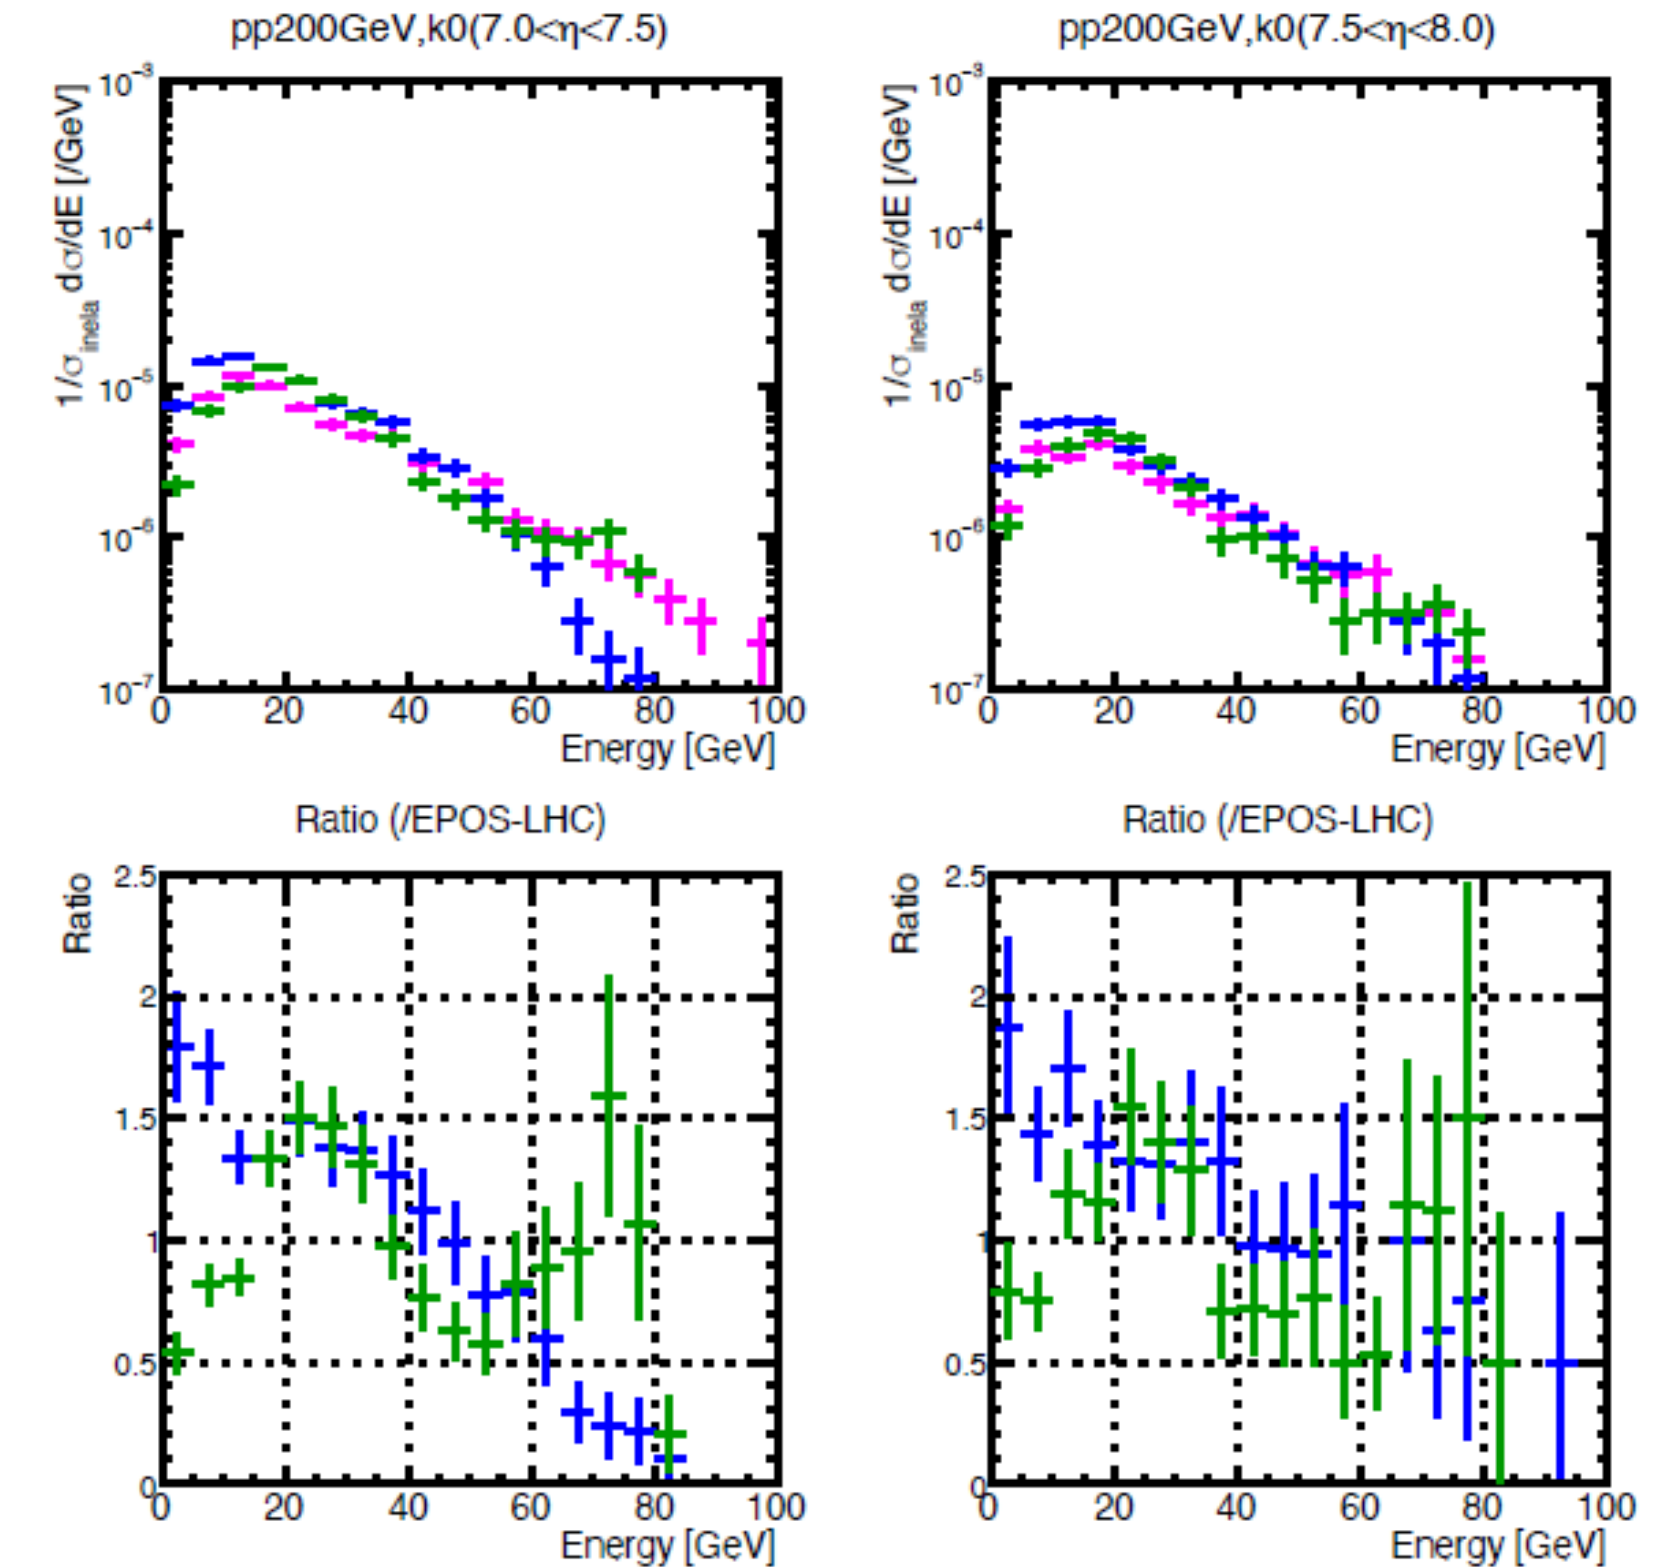 pp200GeV,k0(7.0<η<7.5)
1/σ_inela dσ/dE [/GeV]
10⁻³
10⁻⁴
10⁻⁵
10⁻⁶
10⁻⁷
0 20 40 60 80 100
Energy [GeV]
pp200GeV,k0(7.5<η<8.0)
1/σ_inela dσ/dE [/GeV]
10⁻³
10⁻⁴
10⁻⁵
10⁻⁶
10⁻⁷
0 20 40 60 80 100
Energy [GeV]
Ratio (/EPOS-LHC)
Ratio
2.5
2
1.5
1
0.5
0
0 20 40 60 80 100
Energy [GeV]
Ratio (/EPOS-LHC)
Ratio
2.5
2
1.5
1
0.5
0
0 20 40 60 80 100
Energy [GeV]